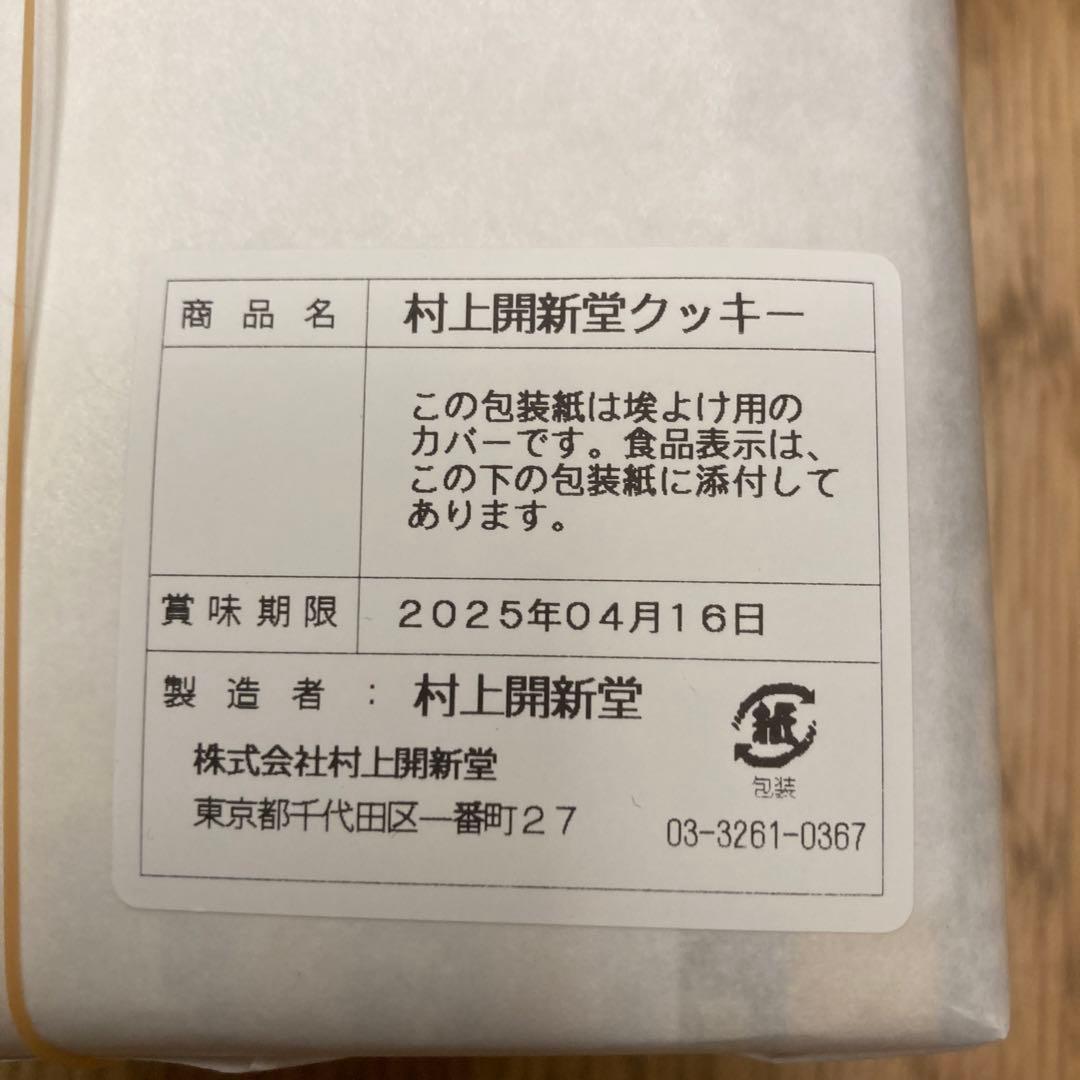 商品名 村上開新堂クッキー
この包装紙は埃よけ用の
カバーです。食品表示は、
この下の包装紙に添付して
あります。
賞味期限 2025年04月16日
製造者： 村上開新堂
株式会社村上開新堂
東京都千代田区一番町27
紙
包装
03-3261-0367